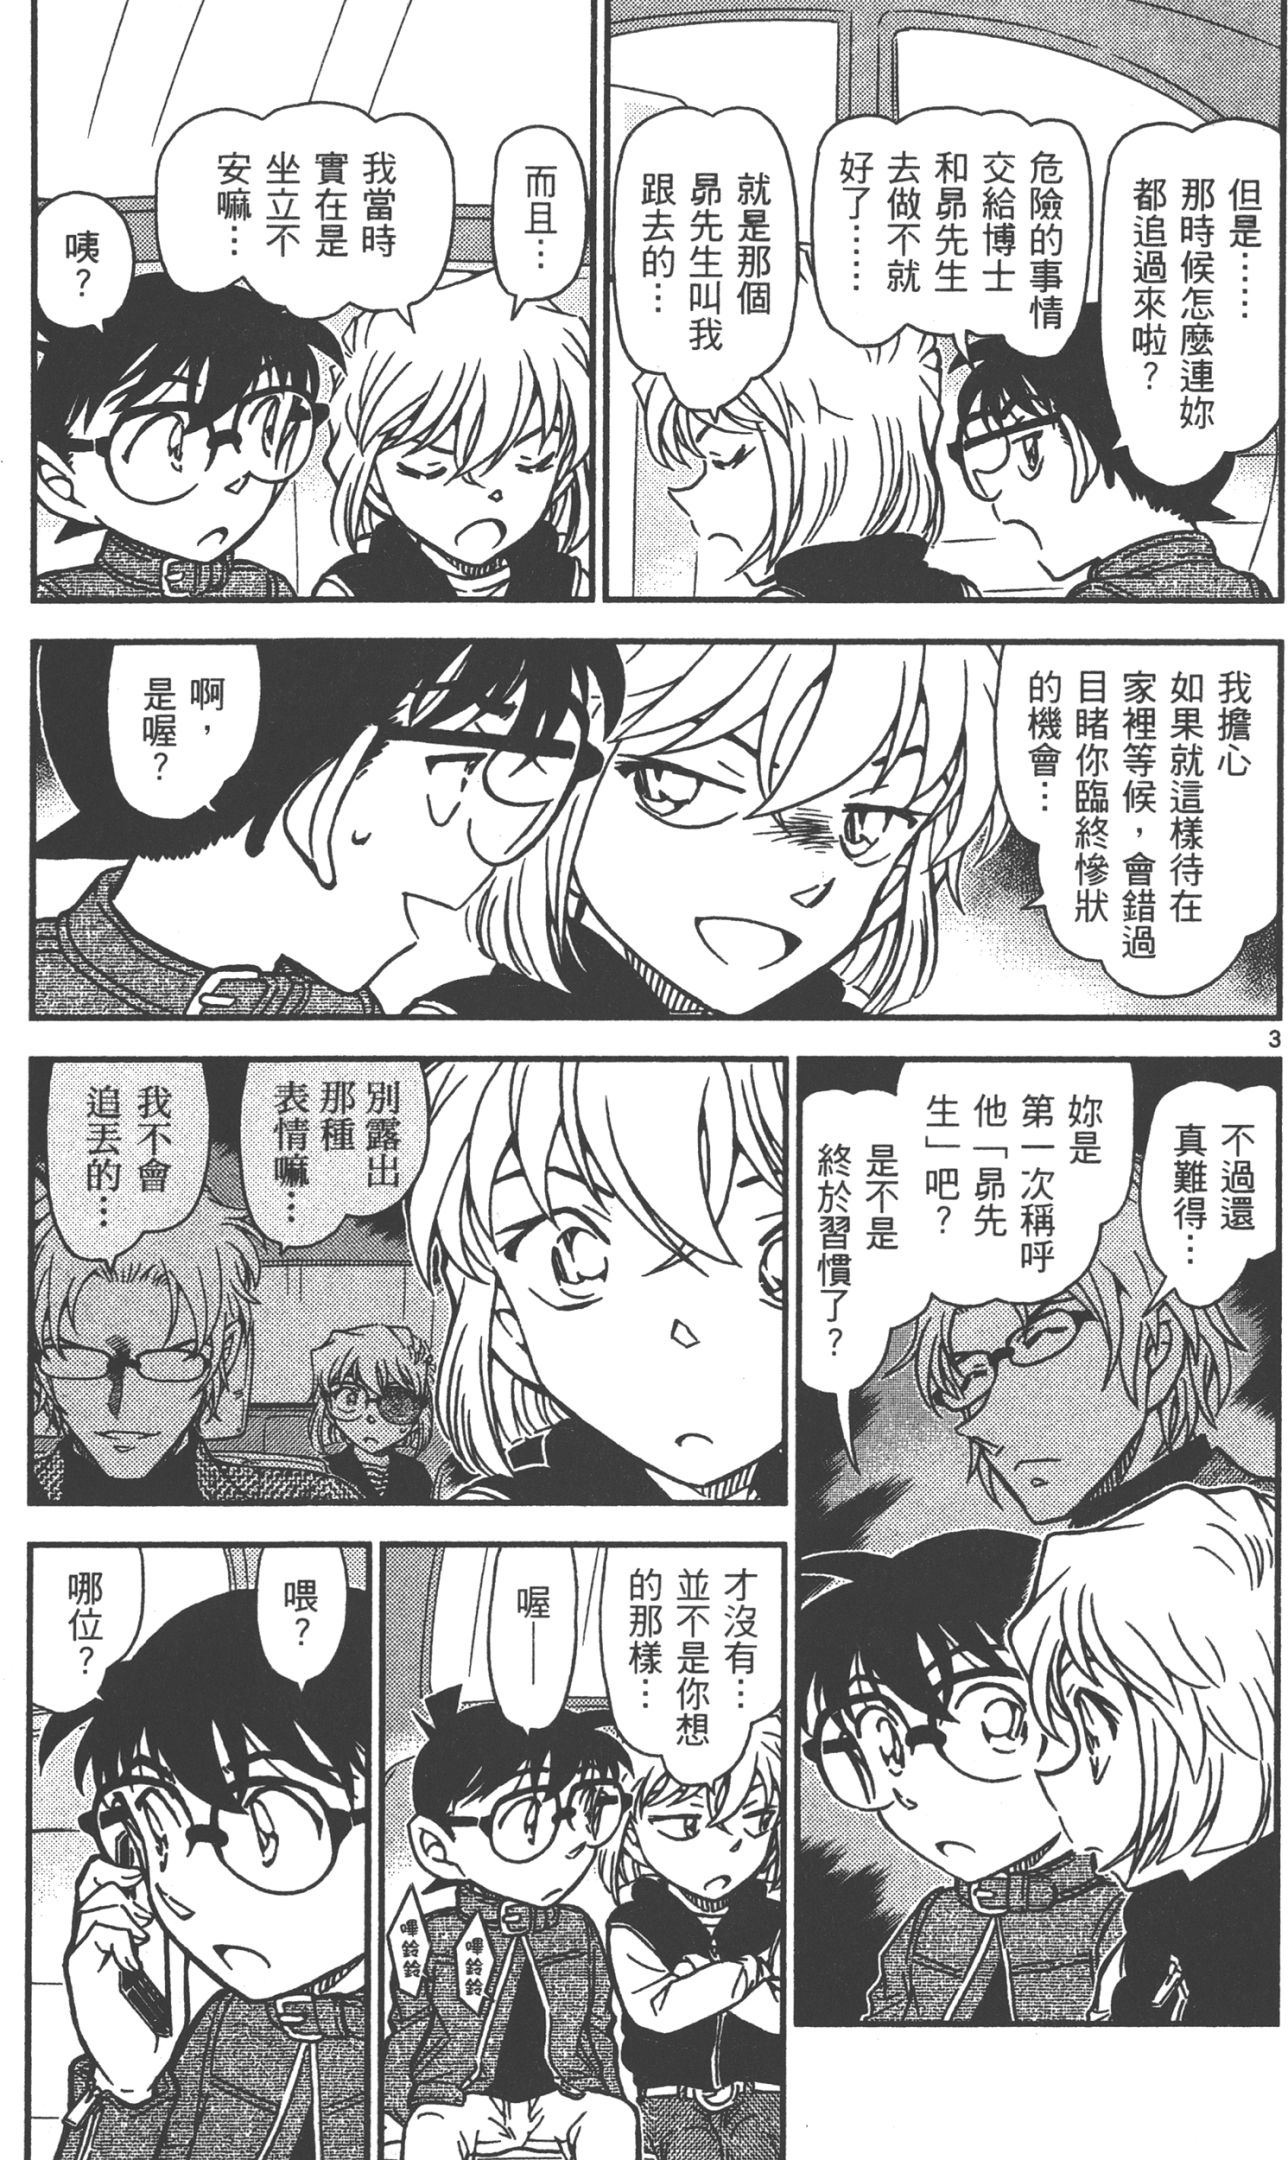 但是……
那時候怎麼連妳
都追過來啦？
危險的事情
交給博士
和昴先生
去做不就
好了……
就是那個
昴先生叫我
跟去的…
而且…
我當時
實在是
坐立不
安嘛…
咦？
我擔心
如果就這樣待在
家裡等候，會錯過
目睹你臨終慘狀
的機會…
啊，
是喔？
3
不過還
真難得…
妳是
第一次稱呼
他「昴先
生」吧？
是不是
終於習慣了？
別露出
那種
表情嘛…
我不會
追丟的…
才沒有…
並不是你想
的那樣…
喔—
嗶鈴鈴
嗶鈴鈴
喂？
哪位？